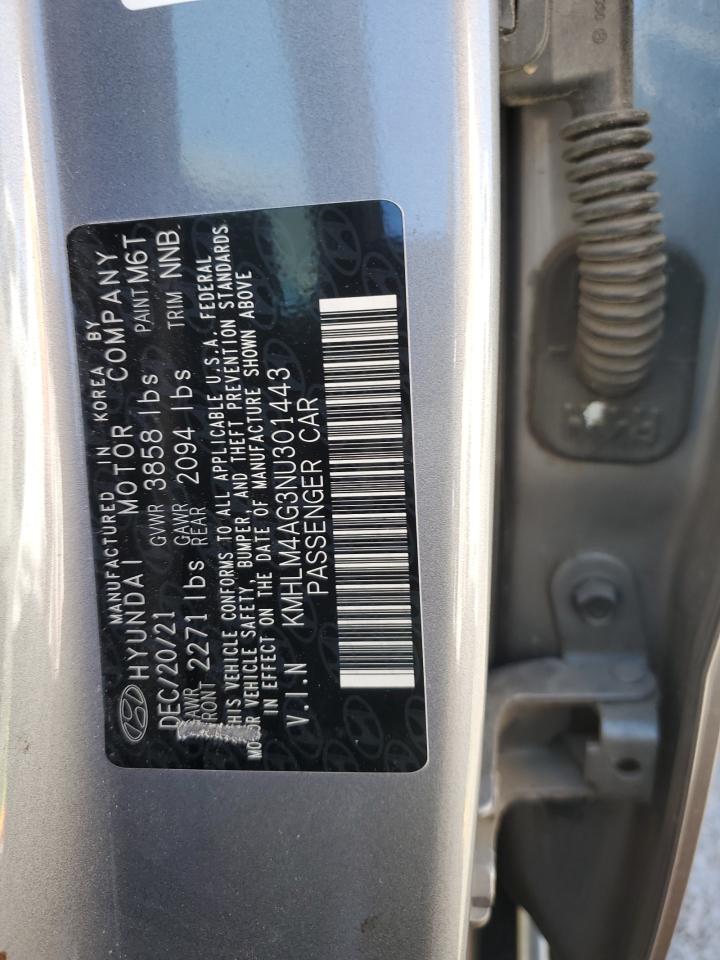 MANUFACTURED IN KOREA BY
HYUNDAI MOTOR COMPANY
DEC/20/21 GVWR 3858 lbs PAINT M6T
GAWR FRONT 2271 lbs GAWR REAR 2094 lbs TRIM NNB
THIS VEHICLE CONFORMS TO ALL APPLICABLE U.S.A. FEDERAL
MOTOR VEHICLE SAFETY, BUMPER, AND THEFT PREVENTION STANDARDS
IN EFFECT ON THE DATE OF MANUFACTURE SHOWN ABOVE
V.I.N KMHLM4AG3NU301443
PASSENGER CAR